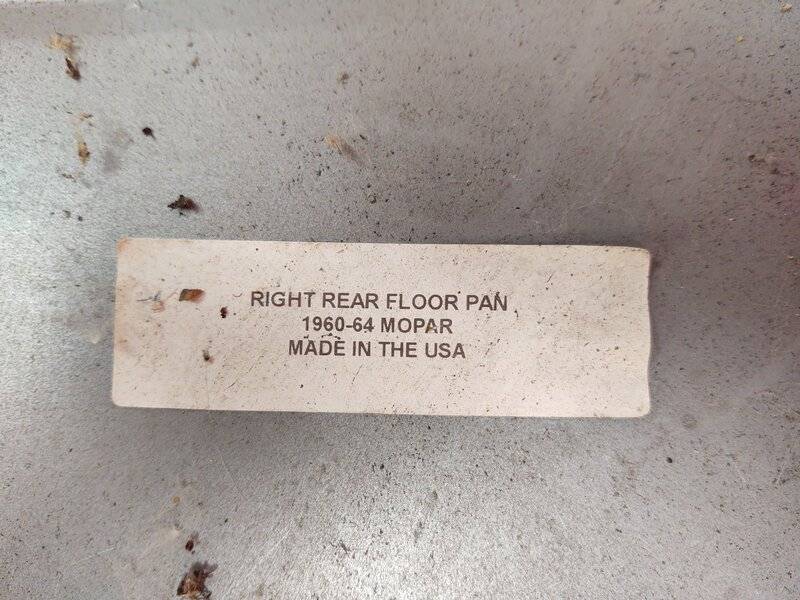 RIGHT REAR FLOOR PAN
1960-64 MOPAR
MADE IN THE USA